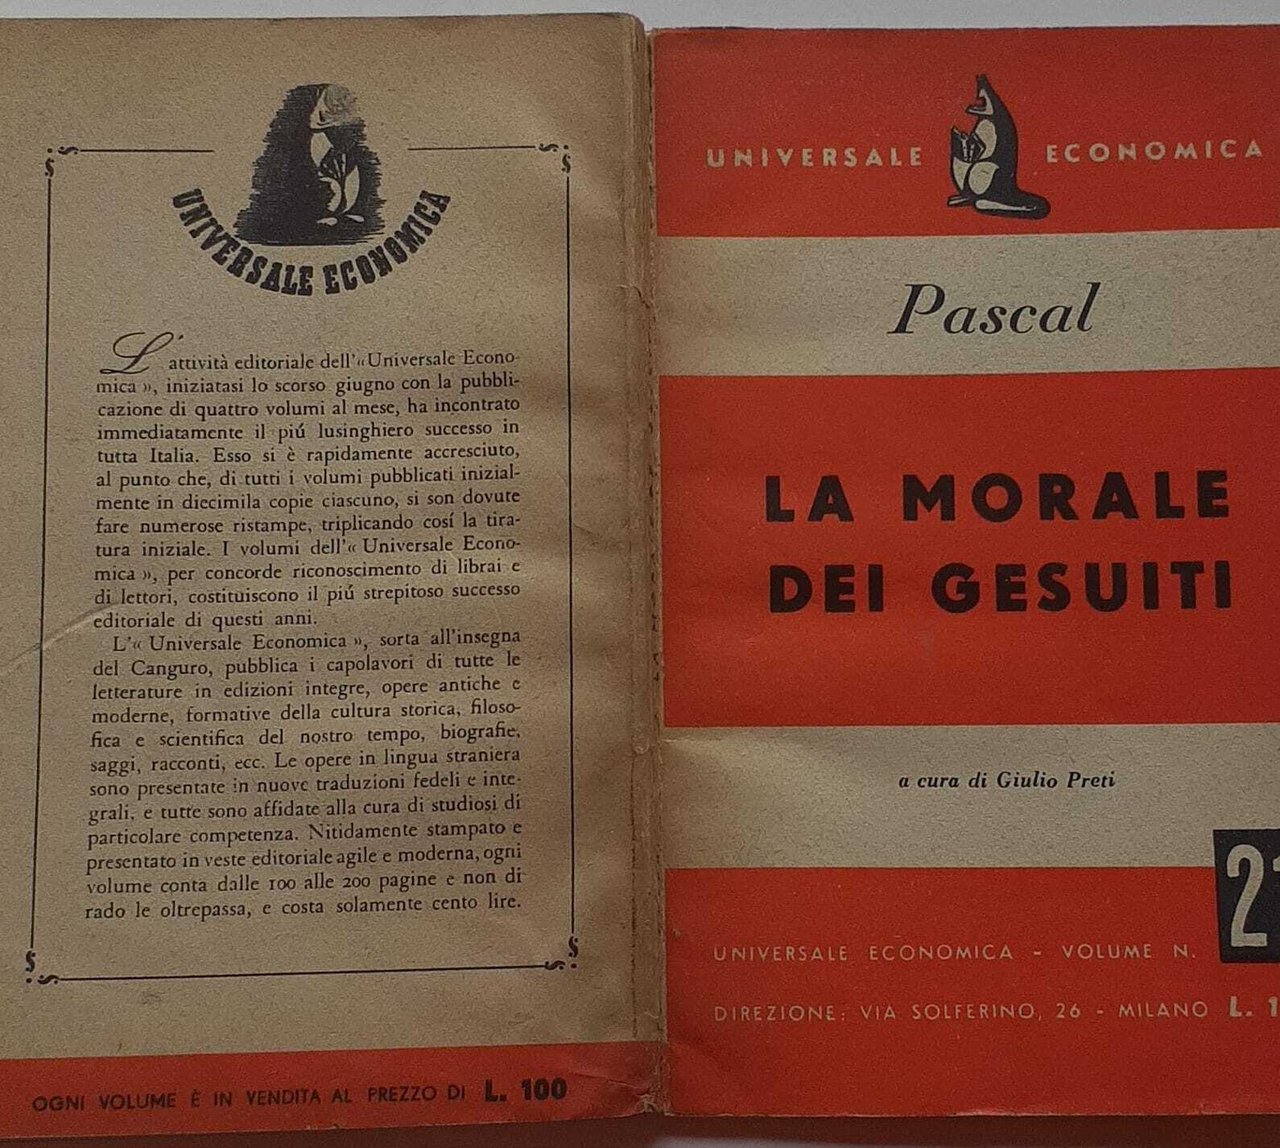 UNIVERSALE ECONOMICA
L'attività editoriale dell'« Universale Econo-
mica », iniziatasi lo scorso giugno con la pubbli-
cazione di quattro volumi al mese, ha incontrato
immediatamente il piú lusinghiero successo in
tutta Italia. Esso si è rapidamente accresciuto,
al punto che, di tutti i volumi pubblicati inizial-
mente in diecimila copie ciascuno, si son dovute
fare numerose ristampe, triplicando cosí la tira-
tura iniziale. I volumi dell'« Universale Econo-
mica », per concorde riconoscimento di librai e
di lettori, costituiscono il piú strepitoso successo
editoriale di questi anni.
L'« Universale Economica », sorta all'insegna
del Canguro, pubblica i capolavori di tutte le
letterature in edizioni integre, opere antiche e
moderne, formative della cultura storica, filoso-
fica e scientifica del nostro tempo, biografie,
saggi, racconti, ecc. Le opere in lingua straniera
sono presentate in nuove traduzioni fedeli e inte-
grali, e tutte sono affidate alla cura di studiosi di
particolare competenza. Nitidamente stampato e
presentato in veste editoriale agile e moderna, ogni
volume conta dalle 100 alle 200 pagine e non di
rado le oltrepassa, e costa solamente cento lire.
OGNI VOLUME È IN VENDITA AL PREZZO DI L. 100
UNIVERSALE ECONOMICA
Pascal
LA MORALE
DEI GESUITI
a cura di Giulio Preti
UNIVERSALE ECONOMICA - VOLUME N. 2
DIREZIONE: VIA SOLFERINO, 26 - MILANO L. 1